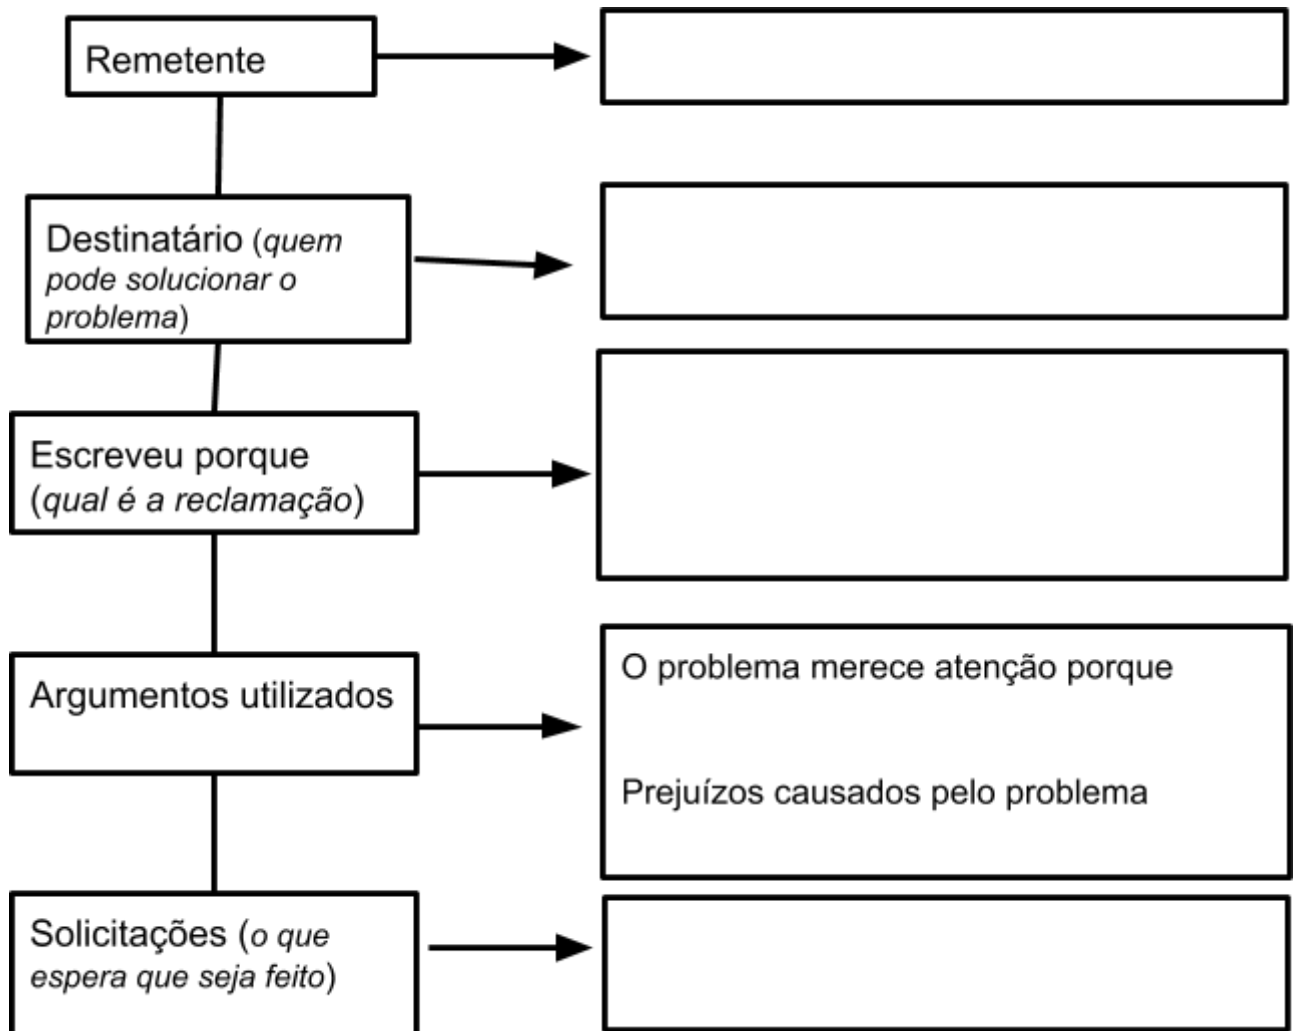 Remetente
Destinatário (quem
pode solucionar o
problema)
Escreveu porque
(qual é a reclamação)
Argumentos utilizados
O problema merece atenção porque
Prejuízos causados pelo problema
Solicitações (o que
espera que seja feito)